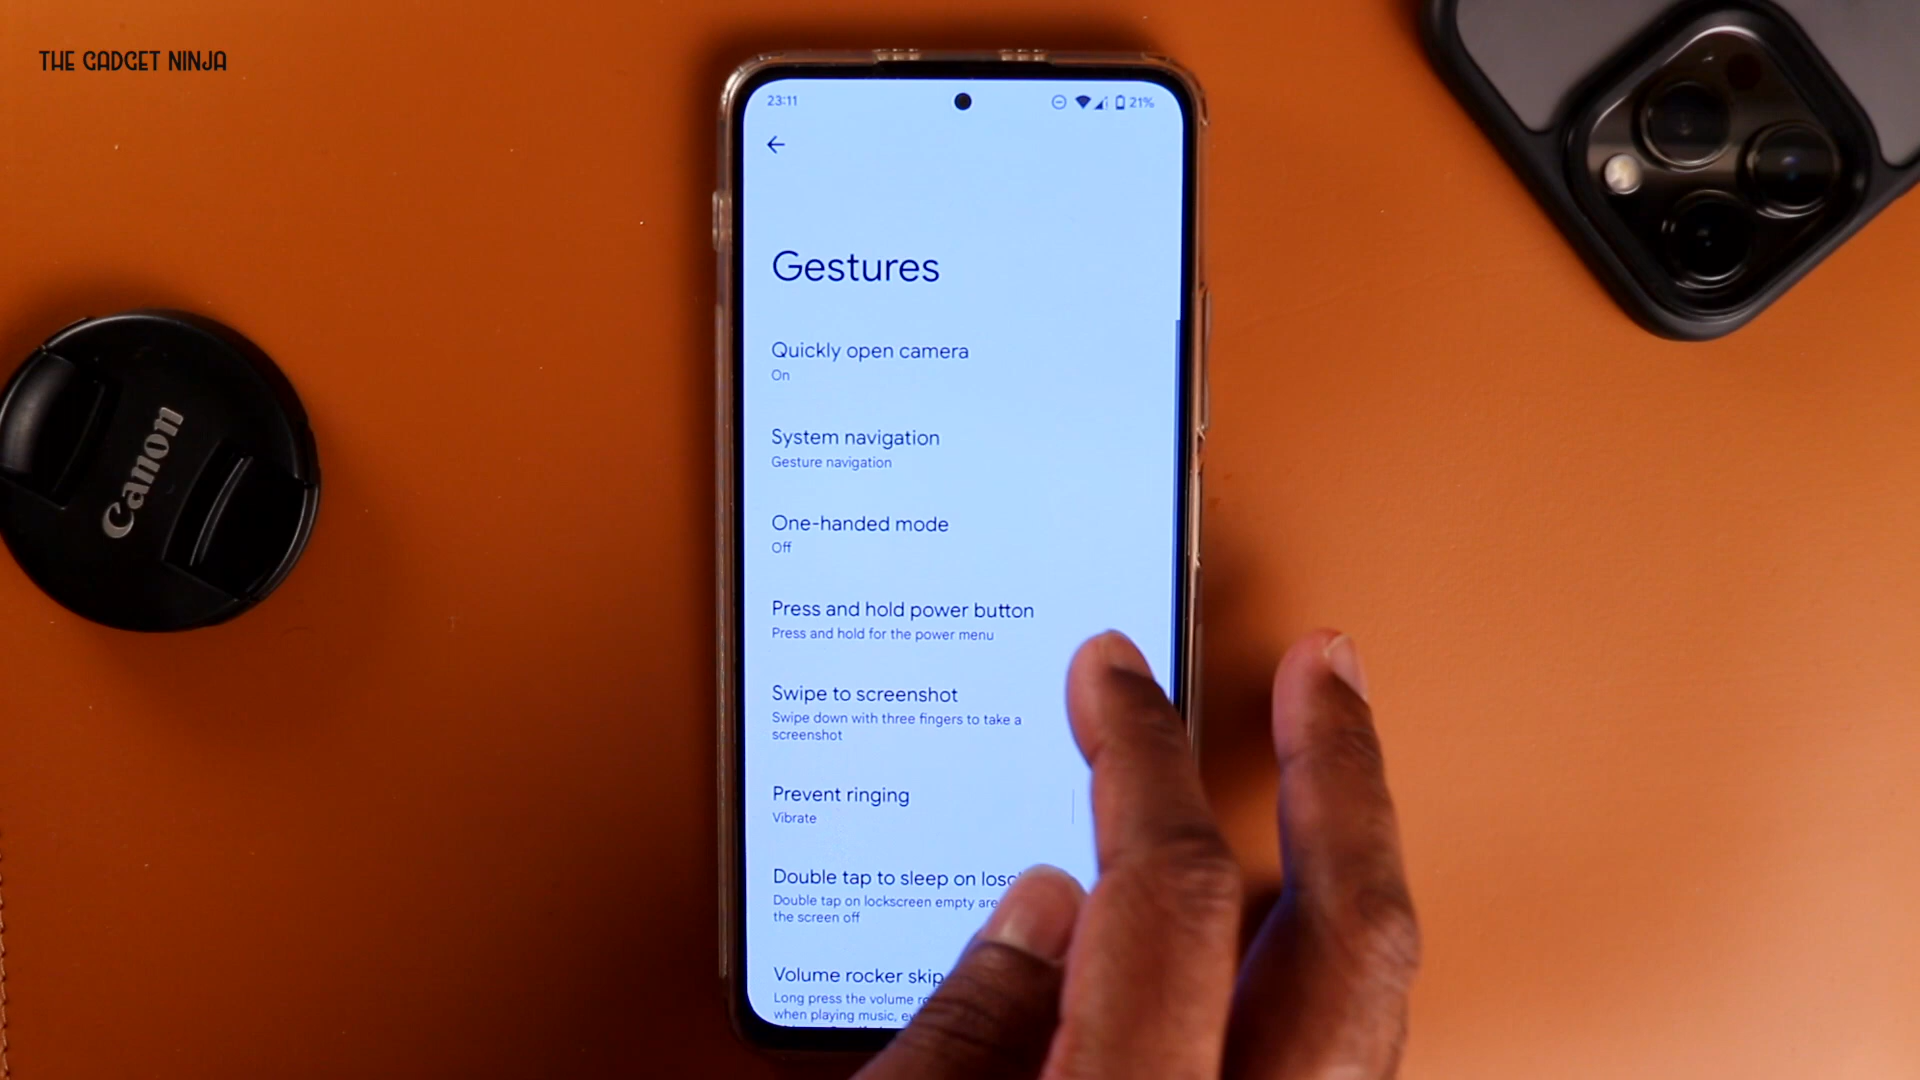 THE GADGET NINJA
23:11
21%
Gestures
Quickly open camera
On
System navigation
Gesture navigation
One-handed mode
Off
Press and hold power button
Press and hold for the power menu
Swipe to screenshot
Swipe down with three fingers to take a
screenshot
Prevent ringing
Vibrate
Double tap to sleep on
Double tap on lockscreen empty
the screen off
Volume rocker skip
Long press the volume
when playing music,
Canon